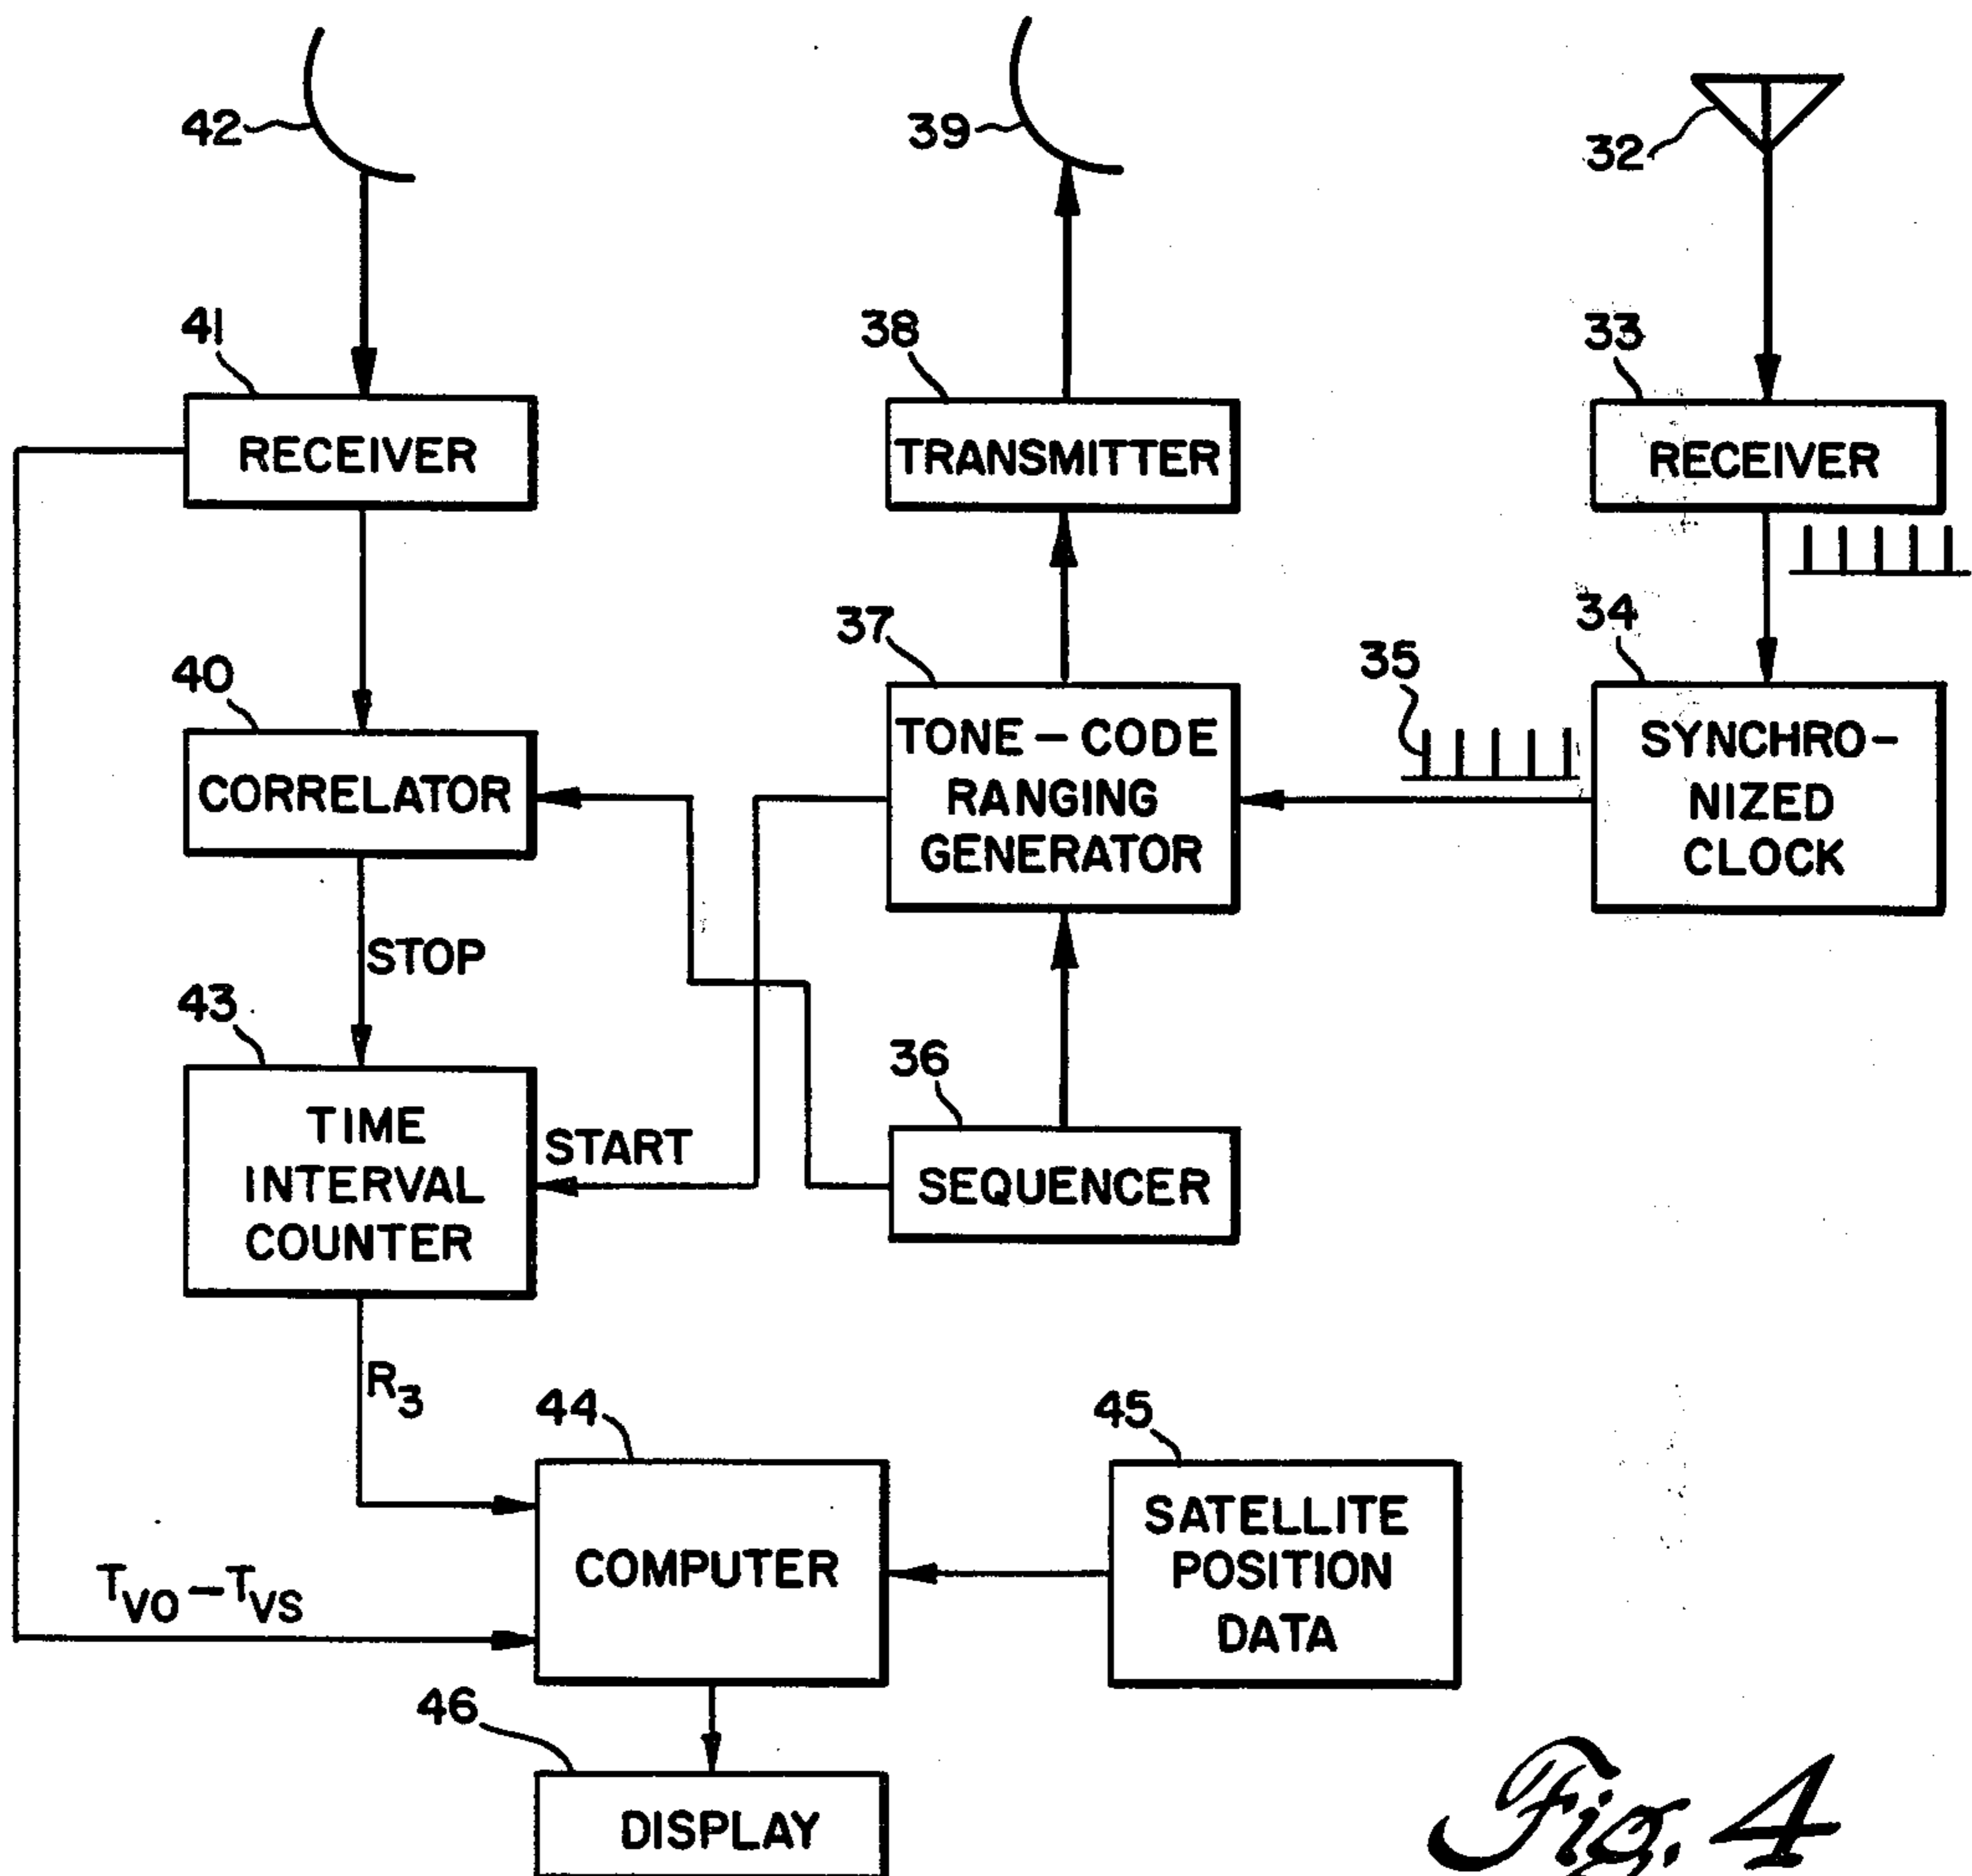 42
39
32
41
RECEIVER
38
TRANSMITTER
33
RECEIVER
40
CORRELATOR
37
TONE-CODE
RANGING
GENERATOR
35
34
SYNCHRO-
NIZED
CLOCK
STOP
43
TIME
INTERVAL
COUNTER
START
36
SEQUENCER
R3
44
COMPUTER
45
SATELLITE
POSITION
DATA
TVO-TVS
46
DISPLAY
Fig. 4